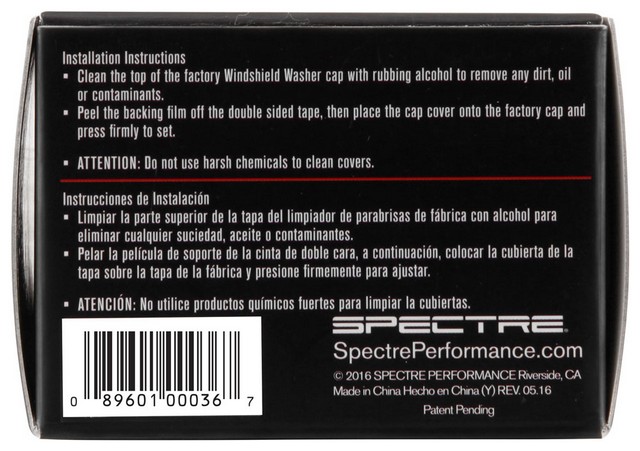 Installation Instructions
▪ Clean the top of the factory Windshield Washer cap with rubbing alcohol to remove any dirt, oil
or contaminants.
▪ Peel the backing film off the double sided tape, then place the cap cover onto the factory cap and
press firmly to set.
▪ ATTENTION: Do not use harsh chemicals to clean covers.
Instrucciones de Instalación
▪ Limpiar la parte superior de la tapa del limpiador de parabrisas de fábrica con alcohol para
eliminar cualquier suciedad, aceite o contaminantes.
▪ Pelar la película de soporte de la cinta de doble cara, a continuación, colocar la cubierta de la
tapa sobre la tapa de la fábrica y presione firmemente para ajustar.
▪ ATENCIÓN: No utilice productos químicos fuertes para limpiar la cubiertas.
SPECTRE
SpectrePerformance.com
© 2016 SPECTRE PERFORMANCE Riverside, CA
Made in China Hecho en China (Y) REV. 05.16
Patent Pending
0 89601 00036 7